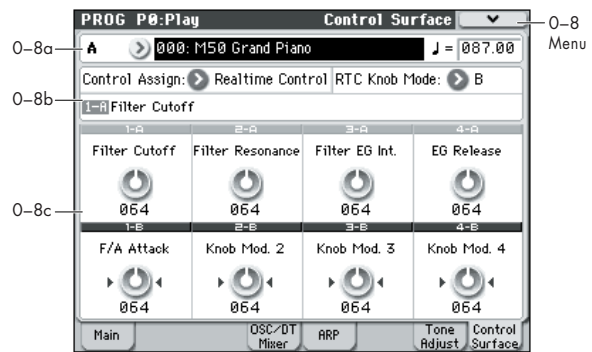 PROG P0:Play Control Surface
0–8
Menu
0–8a
A 000: M50 Grand Piano ♩= 087.00
Control Assign: Realtime Control RTC Knob Mode: B
0–8b
1-A Filter Cutoff
1-A 2-A 3-A 4-A
Filter Cutoff Filter Resonance Filter EG Int. EG Release
0–8c
064 064 064 064
1-B 2-B 3-B 4-B
F/A Attack Knob Mod. 2 Knob Mod. 3 Knob Mod. 4
064 064 064 064
Main OSC/DT Mixer ARP Tone Adjust Control Surface